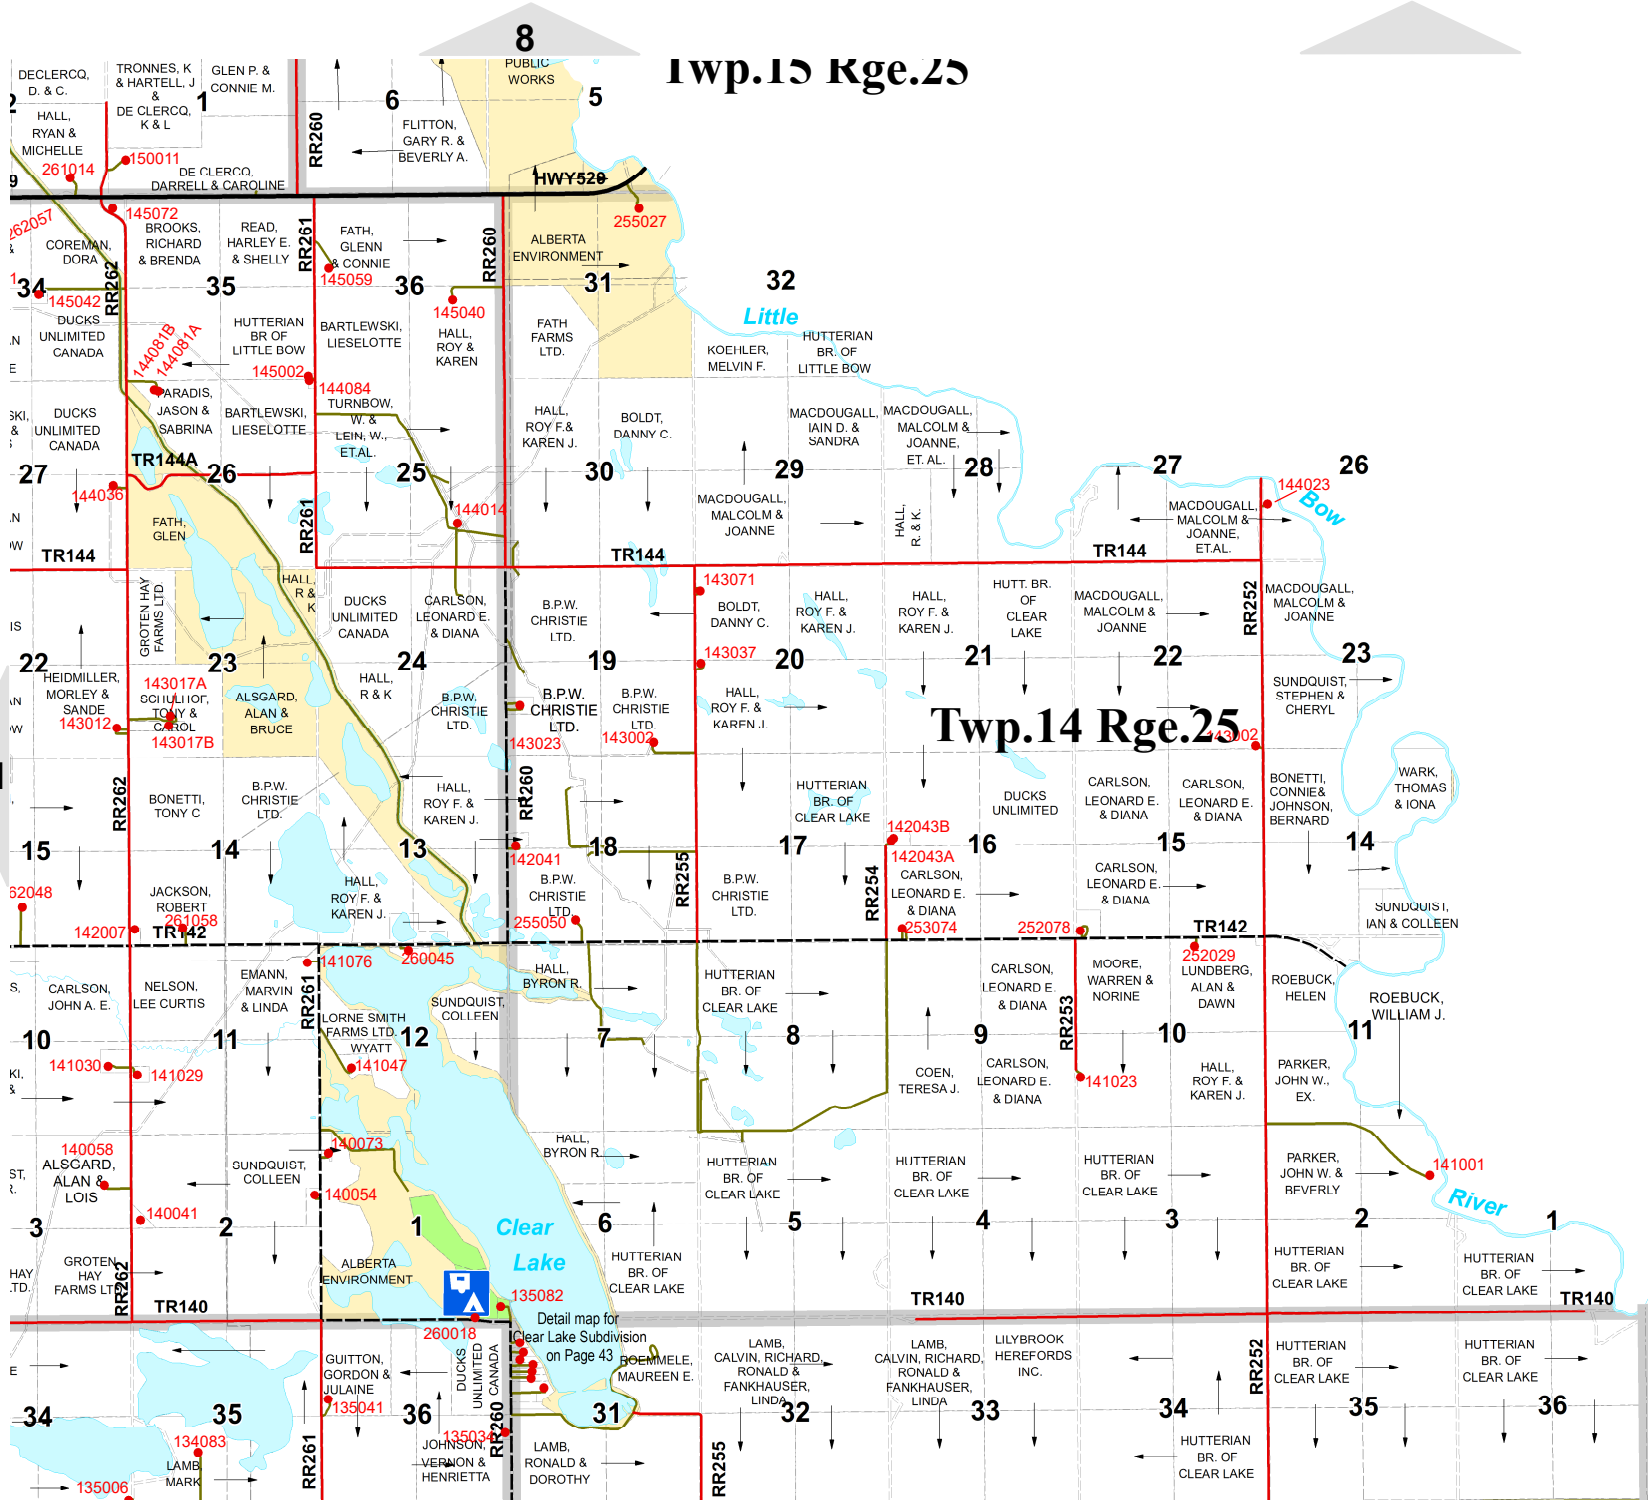 8
Twp.15 Rge.25
DECLERCQ,
D. & C.
TRONNES, K
& HARTELL, J
&
DE CLERCQ,
K & L
GLEN P. &
CONNIE M.
1
6
PUBLIC
WORKS
5
HALL,
RYAN &
MICHELLE
RR260
FLITTON,
GARY R. &
BEVERLY A.
261014
150011
DE CLERCQ,
DARRELL & CAROLINE
HWY529
255027
262057
145072
COREMAN,
DORA
BROOKS,
RICHARD
& BRENDA
READ,
HARLEY E.
& SHELLY
RR261
FATH,
GLENN
& CONNIE
RR260
ALBERTA
ENVIRONMENT
RR262
145059
34
35
36
31
32
145042
145040
Little
DUCKS
UNLIMITED
CANADA
144081B
144081A
HUTTERIAN
BR OF
LITTLE BOW
BARTLEWSKI,
LIESELOTTE
HALL,
ROY &
KAREN
FATH
FARMS
LTD.
KOEHLER,
MELVIN F.
HUTTERIAN
BR. OF
LITTLE BOW
145002
144084
DUCKS
UNLIMITED
CANADA
PARADIS,
JASON &
SABRINA
BARTLEWSKI,
LIESELOTTE
TURNBOW,
W. &
LEIN, W.,
ET.AL.
HALL,
ROY F.&
KAREN J.
BOLDT,
DANNY C.
MACDOUGALL,
IAIN D. &
SANDRA
MACDOUGALL,
MALCOLM &
JOANNE,
ET. AL.
TR144A
27
26
25
30
29
28
27
26
144036
RR261
144014
144023
Bow
FATH,
GLEN
MACDOUGALL,
MALCOLM &
JOANNE
HALL,
R. & K.
MACDOUGALL,
MALCOLM &
JOANNE,
ET.AL.
TR144
TR144
TR144
GROTEN HAY
FARMS LTD.
HALL,
R &
K
DUCKS
UNLIMITED
CANADA
CARLSON,
LEONARD E.
& DIANA
B.P.W.
CHRISTIE
LTD.
143071
BOLDT,
DANNY C.
HALL,
ROY F. &
KAREN J.
HALL,
ROY F. &
KAREN J.
HUTT. BR.
OF
CLEAR
LAKE
MACDOUGALL,
MALCOLM &
JOANNE
RR252
MACDOUGALL,
MALCOLM &
JOANNE
22
23
24
19
143037
20
21
22
23
HEIDMILLER,
MORLEY &
SANDE
143012
143017A
SCHULHOF,
TONY &
CAROL
143017B
ALSGARD,
ALAN &
BRUCE
HALL,
R & K
B.P.W.
CHRISTIE
LTD.
B.P.W.
CHRISTIE
LTD.
143023
B.P.W.
CHRISTIE
LTD.
143002
HALL,
ROY F. &
KAREN J.
Twp.14 Rge.25
143002
SUNDQUIST,
STEPHEN &
CHERYL
RR262
BONETTI,
TONY C
B.P.W.
CHRISTIE
LTD.
HALL,
ROY F. &
KAREN J.
RR260
HUTTERIAN
BR. OF
CLEAR LAKE
DUCKS
UNLIMITED
CARLSON,
LEONARD E.
& DIANA
CARLSON,
LEONARD E.
& DIANA
BONETTI,
CONNIE&
JOHNSON,
BERNARD
WARK,
THOMAS
& IONA
15
14
13
142041
18
17
142043B
142043A
16
15
14
62048
JACKSON,
ROBERT
261058
142007
TR142
HALL,
ROY F. &
KAREN J.
B.P.W.
CHRISTIE
LTD.
255050
RR255
B.P.W.
CHRISTIE
LTD.
RR254
CARLSON,
LEONARD E.
& DIANA
253074
252078
CARLSON,
LEONARD E.
& DIANA
TR142
SUNDQUIST,
IAN & COLLEEN
141076
260045
252029
CARLSON,
JOHN A. E.
NELSON,
LEE CURTIS
EMANN,
MARVIN
& LINDA
RR261
SUNDQUIST,
COLLEEN
HALL,
BYRON R.
HUTTERIAN
BR. OF
CLEAR LAKE
CARLSON,
LEONARD E.
& DIANA
RR253
MOORE,
WARREN &
NORINE
LUNDBERG,
ALAN &
DAWN
ROEBUCK,
HELEN
ROEBUCK,
WILLIAM J.
LORNE SMITH
FARMS LTD.
WYATT
10
11
12
7
8
9
10
11
141030
141029
141047
COEN,
TERESA J.
CARLSON,
LEONARD E.
& DIANA
141023
HALL,
ROY F. &
KAREN J.
PARKER,
JOHN W.,
EX.
140058
ALSGARD,
ALAN &
LOIS
140041
SUNDQUIST,
COLLEEN
140073
140054
HALL,
BYRON R.
HUTTERIAN
BR. OF
CLEAR LAKE
HUTTERIAN
BR. OF
CLEAR LAKE
HUTTERIAN
BR. OF
CLEAR LAKE
PARKER,
JOHN W. &
BEVERLY
141001
River
3
2
1
Clear
Lake
6
5
4
3
2
1
GROTEN
HAY
FARMS LTD.
RR262
ALBERTA
ENVIRONMENT
HUTTERIAN
BR. OF
CLEAR LAKE
HUTTERIAN
BR. OF
CLEAR LAKE
HUTTERIAN
BR. OF
CLEAR LAKE
TR140
135082
TR140
TR140
260018
Detail map for
Clear Lake Subdivision
on Page 43
GUITTON,
GORDON &
JULAINE
135041
DUCKS
UNLIMITED
CANADA
ROEMMELE,
MAUREEN E.
LAMB,
CALVIN, RICHARD,
RONALD &
FANKHAUSER,
LINDA
LAMB,
CALVIN, RICHARD,
RONALD &
FANKHAUSER,
LINDA
LILYBROOK
HEREFORDS
INC.
RR252
HUTTERIAN
BR. OF
CLEAR LAKE
HUTTERIAN
BR. OF
CLEAR LAKE
34
35
36
31
32
33
34
35
36
134083
LAMB,
MARK
135006
RR261
135034
RR260
JOHNSON,
VERNON &
HENRIETTA
LAMB,
RONALD &
DOROTHY
RR255
HUTTERIAN
BR. OF
CLEAR LAKE